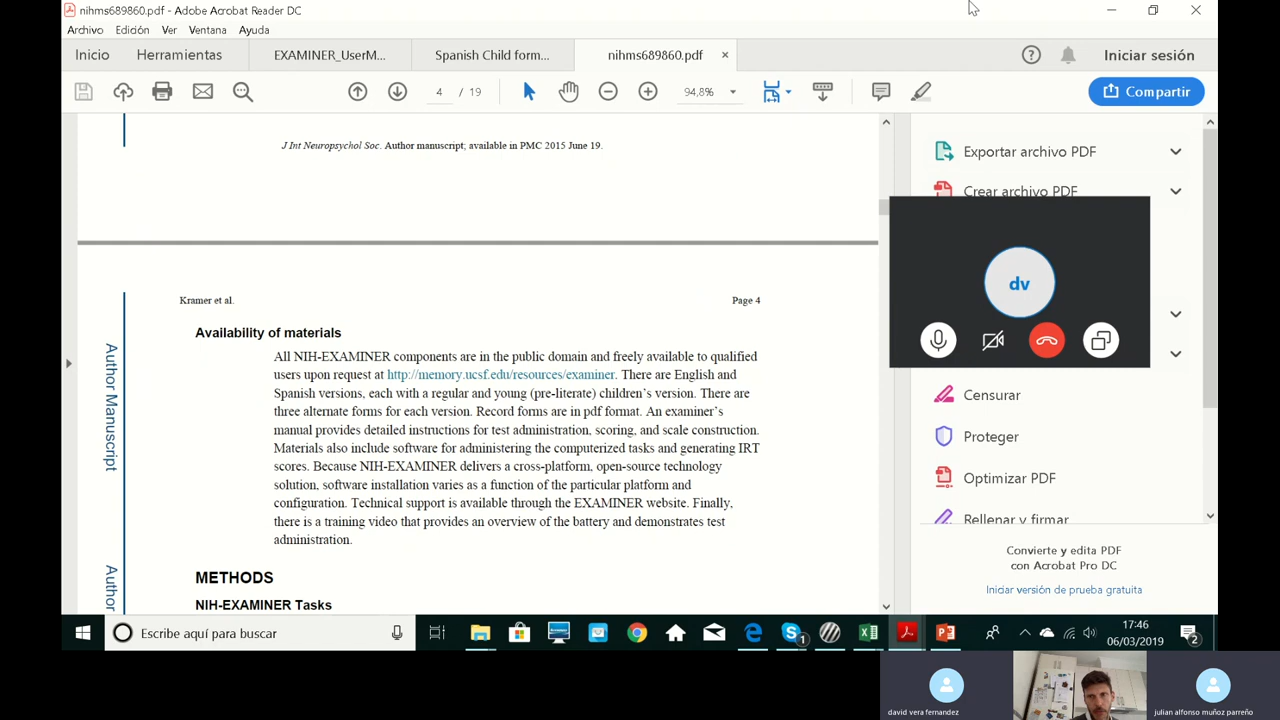 nihms689860.pdf - Adobe Acrobat Reader DC
Archivo Edición Ver Ventana Ayuda
Inicio Herramientas EXAMINER_UserM... Spanish Child form... nihms689860.pdf × Iniciar sesión
4 / 19 94,8% Compartir
J Int Neuropsychol Soc. Author manuscript; available in PMC 2015 June 19.
Kramer et al. Page 4
Author Manuscript
Author
Availability of materials
All NIH-EXAMINER components are in the public domain and freely available to qualified
users upon request at http://memory.ucsf.edu/resources/examiner. There are English and
Spanish versions, each with a regular and young (pre-literate) children's version. There are
three alternate forms for each version. Record forms are in pdf format. An examiner's
manual provides detailed instructions for test administration, scoring, and scale construction.
Materials also include software for administering the computerized tasks and generating IRT
scores. Because NIH-EXAMINER delivers a cross-platform, open-source technology
solution, software installation varies as a function of the particular platform and
configuration. Technical support is available through the EXAMINER website. Finally,
there is a training video that provides an overview of the battery and demonstrates test
administration.
METHODS
NIH-EXAMINER Tasks
Exportar archivo PDF
Crear archivo PDF
dv
Censurar
Proteger
Optimizar PDF
Rellenar y firmar
Convierte y edita PDF
con Acrobat Pro DC
Iniciar versión de prueba gratuita
Escribe aquí para buscar
1
17:46
06/03/2019
2
dv
david vera fernandez
julian alfonso muñoz parreño